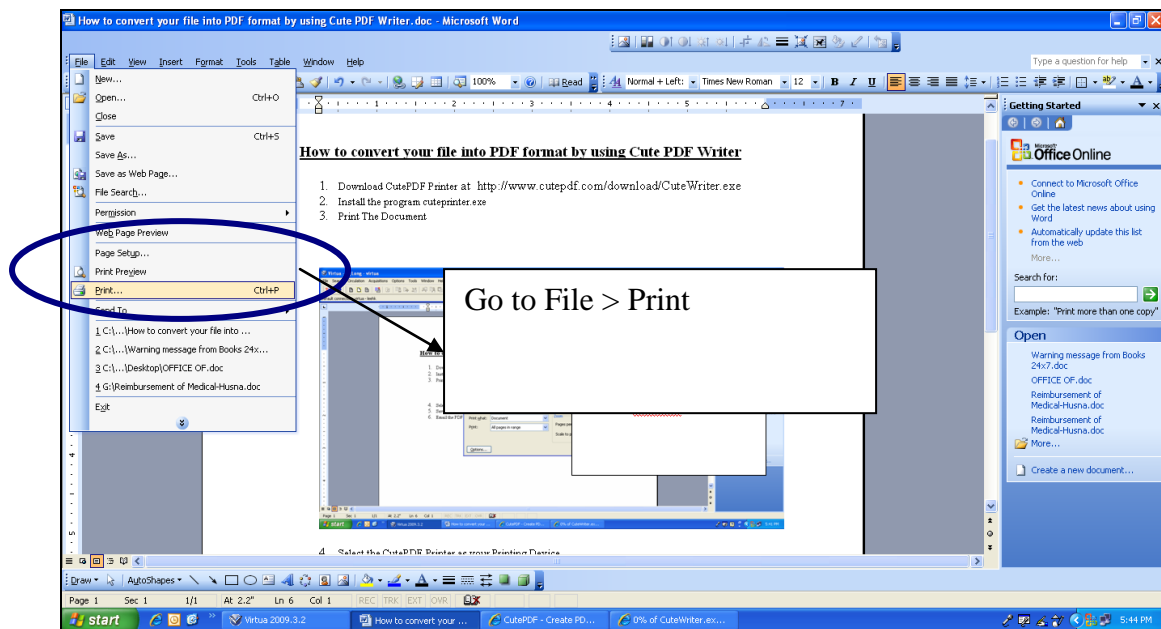 How to convert your file into PDF format by using Cute PDF Writer.doc - Microsoft Word
File Edit View Insert Format Tools Table Window Help
Type a question for help
100% Read Normal + Left: Times New Roman 12 B I U
New...
Open... Ctrl+O
Close
Save Ctrl+S
Save As...
Save as Web Page...
File Search...
Permission
Web Page Preview
Page Setup...
Print Preview
Print... Ctrl+P
Send To
1 C:\...\How to convert your file into ...
2 C:\...\Warning message from Books 24x...
3 C:\...\Desktop\OFFICE OF.doc
4 G:\Reimbursement of Medical-Husna.doc
Exit
How to convert your file into PDF format by using Cute PDF Writer
1. Download CutePDF Printer at http://www.cutepdf.com/download/CuteWriter.exe
2. Install the program cuteprinter.exe
3. Print The Document
Go to File > Print
Print what: Document
Print: All pages in range
Options...
4. Select the CutePDF Printer as your Printing Device
Getting Started
Microsoft
Office Online
Connect to Microsoft Office
Online
Get the latest news about using
Word
Automatically update this list
from the web
More...
Search for:
Example: "Print more than one copy"
Open
Warning message from Books
24x7.doc
OFFICE OF.doc
Reimbursement of
Medical-Husna.doc
Reimbursement of
Medical-Husna.doc
More...
Create a new document...
Draw AutoShapes
Page 1 Sec 1 1/1 At 2.2" Ln 6 Col 1 REC TRK EXT OVR
start Virtua 2009.3.2 How to convert your ... CutePDF - Create PD... 0% of CuteWriter.ex... 5:44 PM